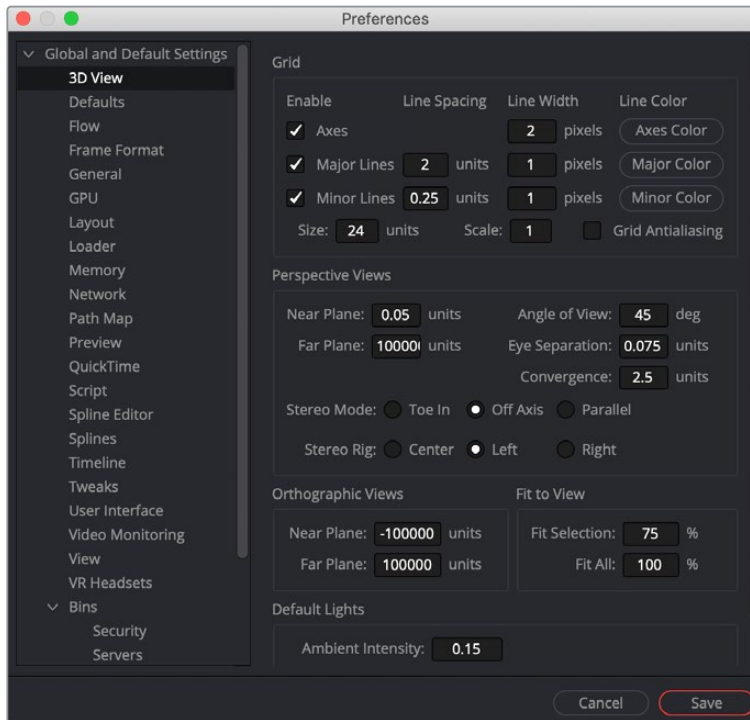 Preferences
Global and Default Settings
3D View
Defaults
Flow
Frame Format
General
GPU
Layout
Loader
Memory
Network
Path Map
Preview
QuickTime
Script
Spline Editor
Splines
Timeline
Tweaks
User Interface
Video Monitoring
View
VR Headsets
Bins
Security
Servers
Grid
Enable Line Spacing Line Width Line Color
Axes 2 pixels Axes Color
Major Lines 2 units 1 pixels Major Color
Minor Lines 0.25 units 1 pixels Minor Color
Size: 24 units Scale: 1 Grid Antialiasing
Perspective Views
Near Plane: 0.05 units Angle of View: 45 deg
Far Plane: 10000 units Eye Separation: 0.075 units
Convergence: 2.5 units
Stereo Mode: Toe In Off Axis Parallel
Stereo Rig: Center Left Right
Orthographic Views
Near Plane: -100000 units
Far Plane: 100000 units
Fit to View
Fit Selection: 75 %
Fit All: 100 %
Default Lights
Ambient Intensity: 0.15
Cancel Save